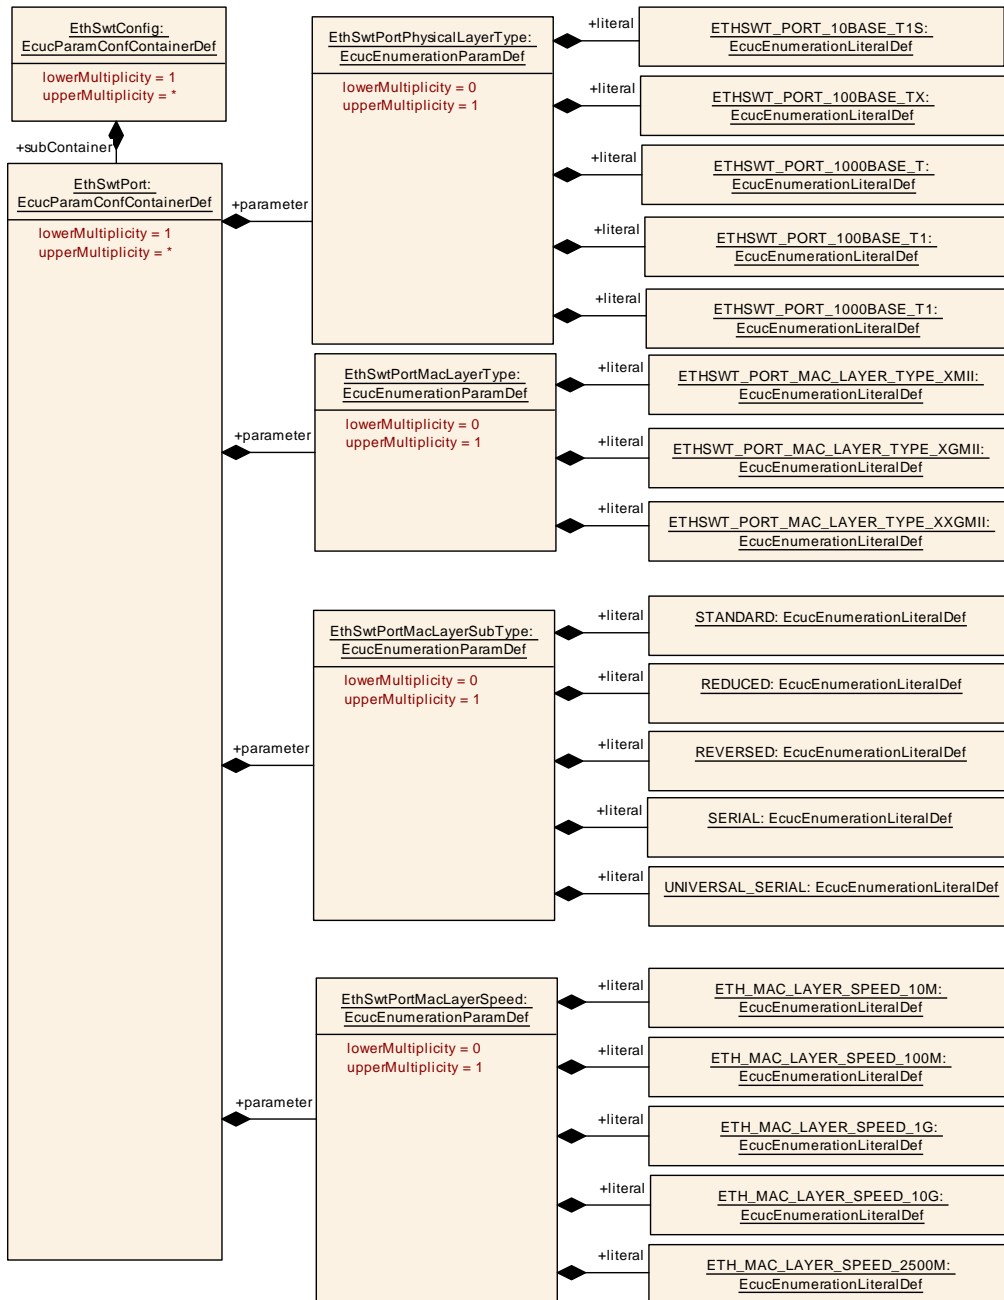 EthSwtConfig:
EcucParamConfContainerDef
lowerMultiplicity = 1
upperMultiplicity = *
+subContainer
EthSwtPort:
EcucParamConfContainerDef
lowerMultiplicity = 1
upperMultiplicity = *
+parameter
EthSwtPortPhysicalLayerType:
EcucEnumerationParamDef
lowerMultiplicity = 0
upperMultiplicity = 1
+literal
ETHSWT_PORT_10BASE_T1S:
EcucEnumerationLiteralDef
+literal
ETHSWT_PORT_100BASE_TX:
EcucEnumerationLiteralDef
+literal
ETHSWT_PORT_1000BASE_T:
EcucEnumerationLiteralDef
+literal
ETHSWT_PORT_100BASE_T1:
EcucEnumerationLiteralDef
+literal
ETHSWT_PORT_1000BASE_T1:
EcucEnumerationLiteralDef
+parameter
EthSwtPortMacLayerType:
EcucEnumerationParamDef
lowerMultiplicity = 0
upperMultiplicity = 1
+literal
ETHSWT_PORT_MAC_LAYER_TYPE_XMII:
EcucEnumerationLiteralDef
+literal
ETHSWT_PORT_MAC_LAYER_TYPE_XGMII:
EcucEnumerationLiteralDef
+literal
ETHSWT_PORT_MAC_LAYER_TYPE_XXGMII:
EcucEnumerationLiteralDef
+parameter
EthSwtPortMacLayerSubType:
EcucEnumerationParamDef
lowerMultiplicity = 0
upperMultiplicity = 1
+literal
STANDARD: EcucEnumerationLiteralDef
+literal
REDUCED: EcucEnumerationLiteralDef
+literal
REVERSED: EcucEnumerationLiteralDef
+literal
SERIAL: EcucEnumerationLiteralDef
+literal
UNIVERSAL_SERIAL: EcucEnumerationLiteralDef
+parameter
EthSwtPortMacLayerSpeed:
EcucEnumerationParamDef
lowerMultiplicity = 0
upperMultiplicity = 1
+literal
ETH_MAC_LAYER_SPEED_10M:
EcucEnumerationLiteralDef
+literal
ETH_MAC_LAYER_SPEED_100M:
EcucEnumerationLiteralDef
+literal
ETH_MAC_LAYER_SPEED_1G:
EcucEnumerationLiteralDef
+literal
ETH_MAC_LAYER_SPEED_10G:
EcucEnumerationLiteralDef
+literal
ETH_MAC_LAYER_SPEED_2500M:
EcucEnumerationLiteralDef